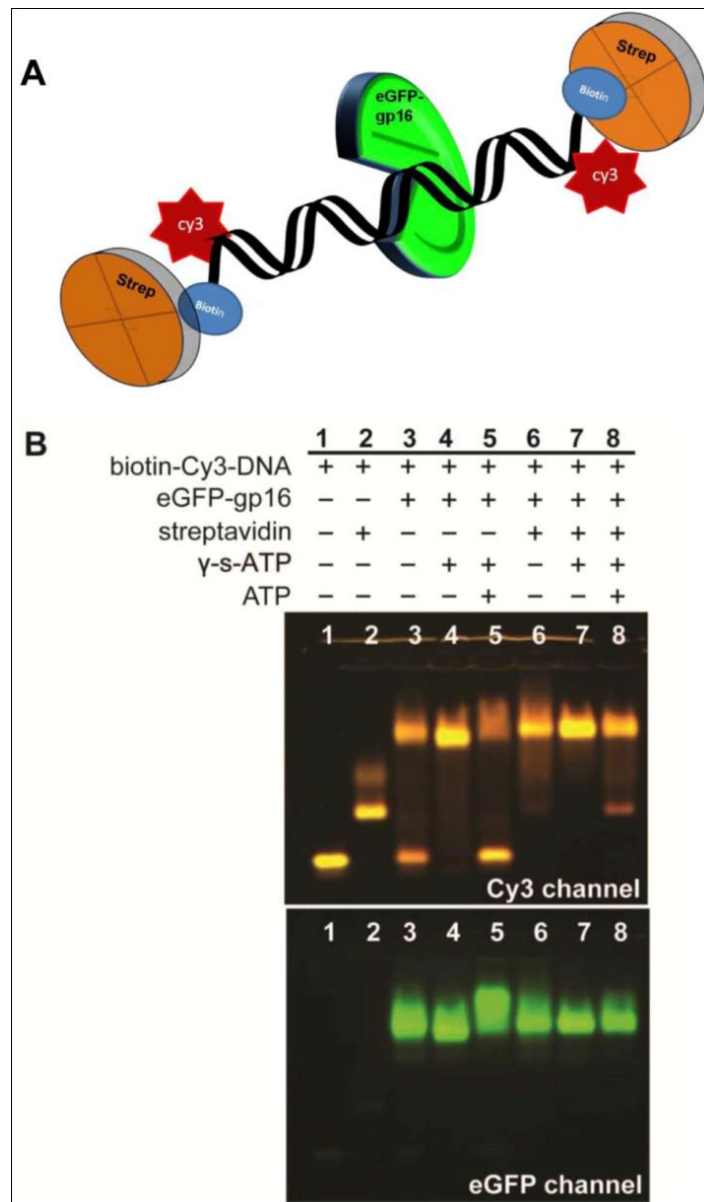 A
Strep
Biotin
eGFP-
gp16
cy3
cy3
Strep
Biotin
B
1 2 3 4 5 6 7 8
biotin-Cy3-DNA + + + + + + + +
eGFP-gp16 – – + + + + + +
streptavidin – + – – – + + +
γ-s-ATP – – – + + – + +
ATP – – – – + – – +
1 2 3 4 5 6 7 8
Cy3 channel
1 2 3 4 5 6 7 8
eGFP channel